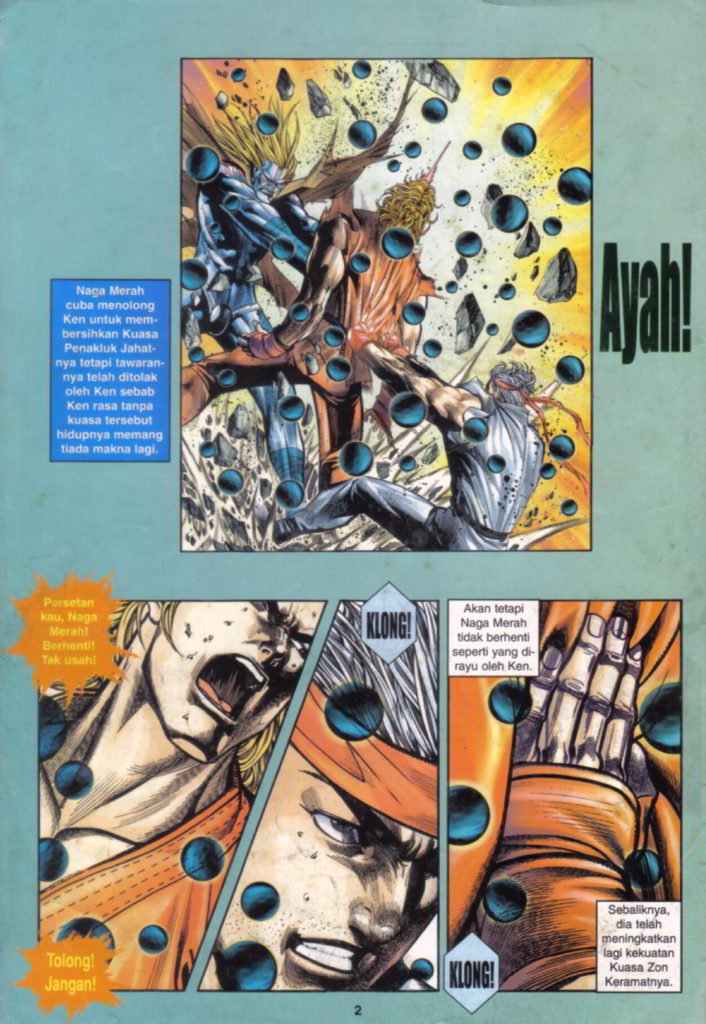 Ayah!
Naga Merah
cuba menolong
Ken untuk mem-
bersihkan Kuasa
Penakluk Jahat-
nya tetapi tawaran-
nya telah ditolak
oleh Ken sebab
Ken rasa tanpa
kuasa tersebut
hidupnya memang
tiada makna lagi.
Persetan
kau, Naga
Merah!
Berhenti!
Tak usah!
Tolong!
Jangan!
KLONG!
Akan tetapi
Naga Merah
tidak berhenti
seperti yang di-
rayu oleh Ken.
KLONG!
Sebaliknya,
dia telah
meningkatkan
lagi kekuatan
Kuasa Zon
Keramatnya.
2